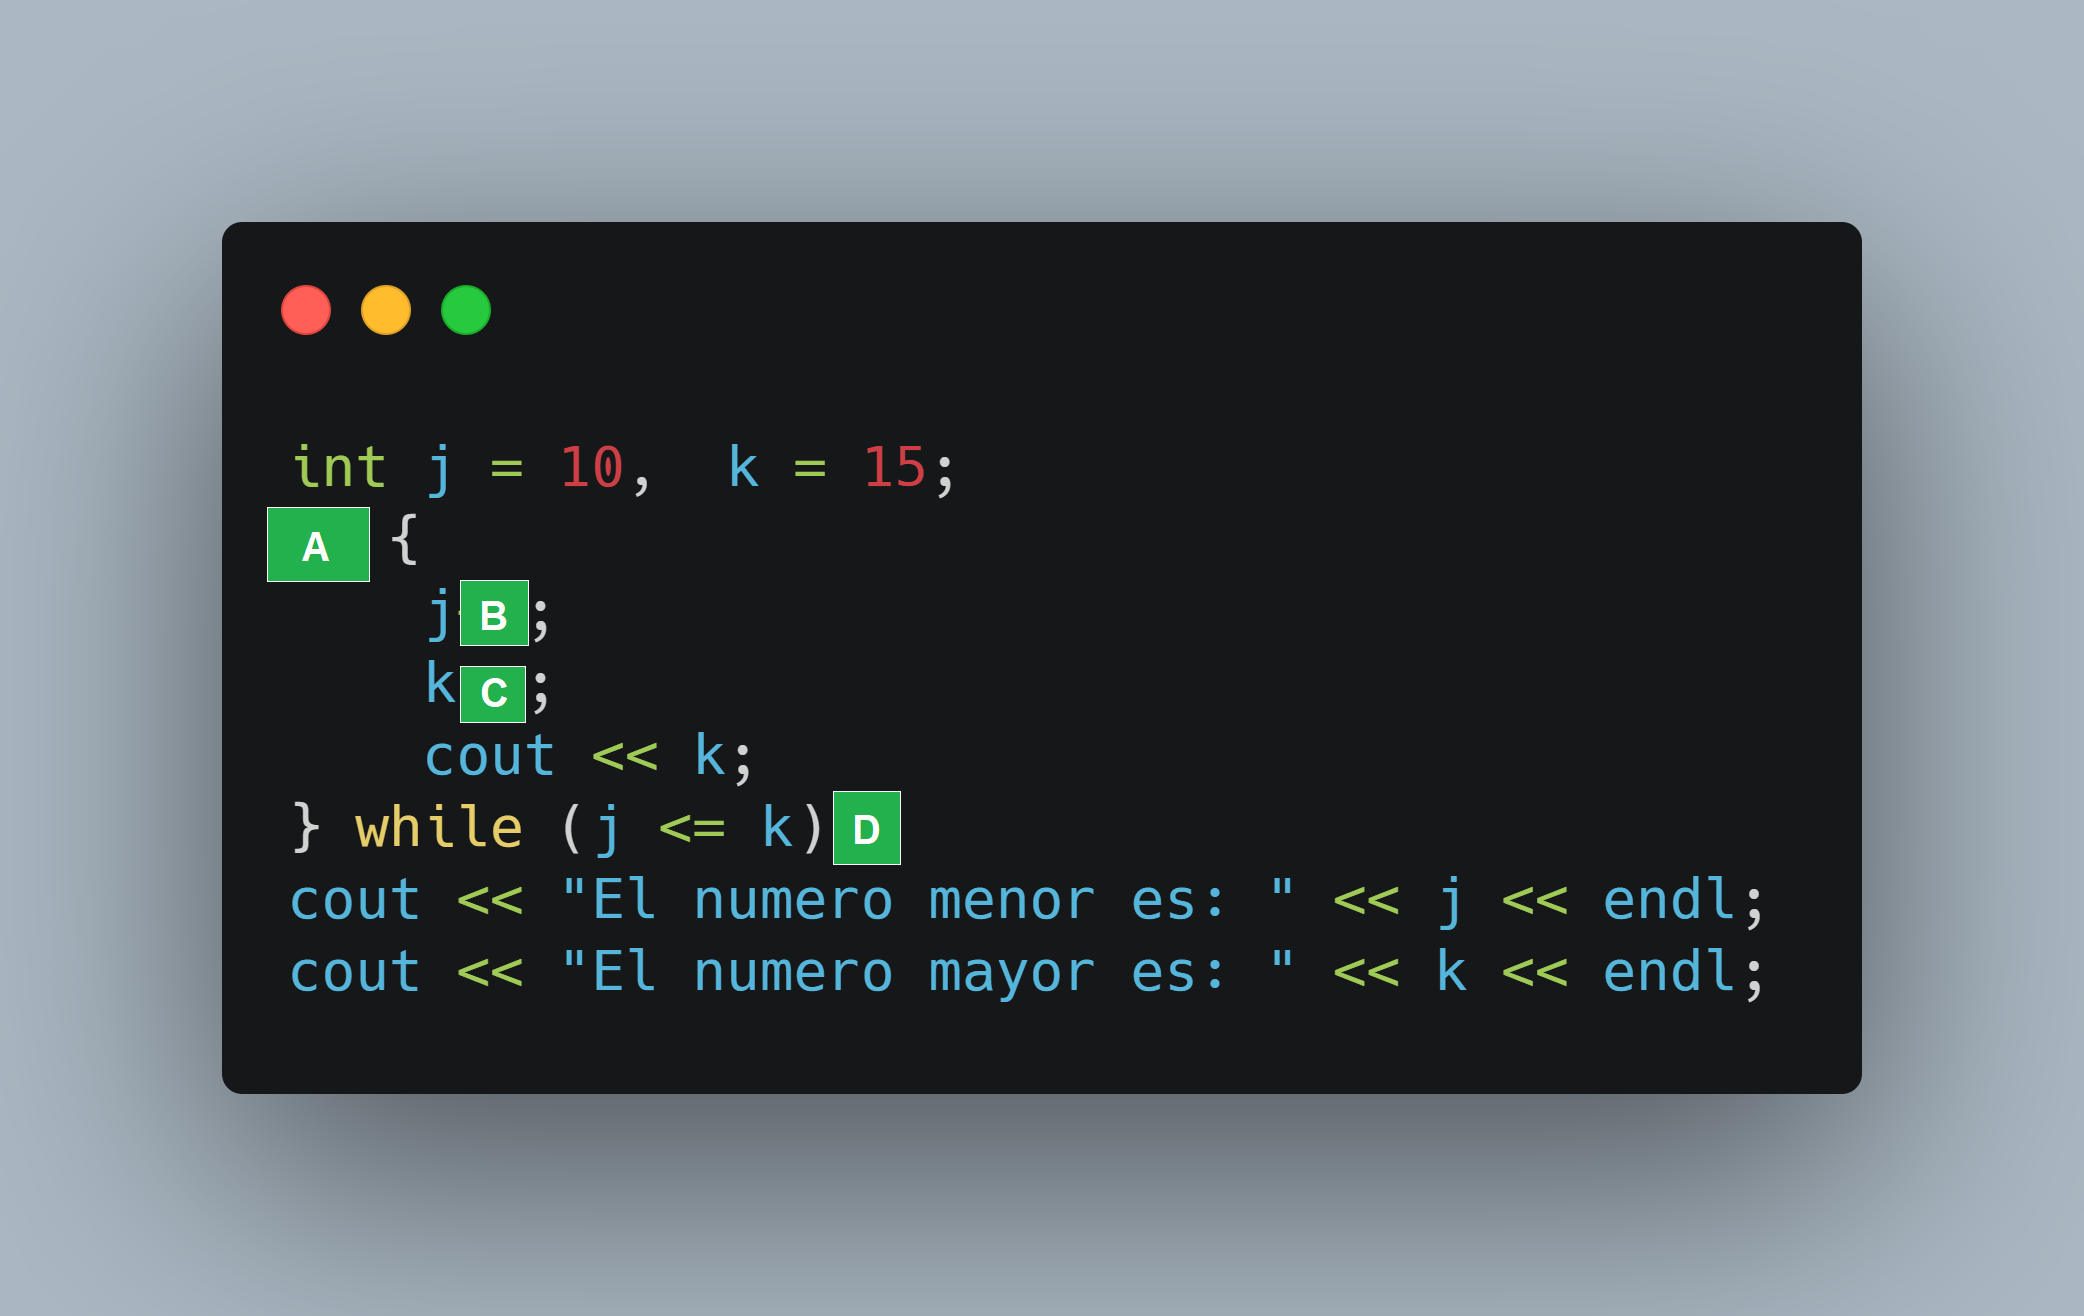 int j = 10,  k = 15;
A {
j B ;
k C ;
cout << k;
} while (j <= k) D
cout << "El numero menor es: " << j << endl;
cout << "El numero mayor es: " << k << endl;